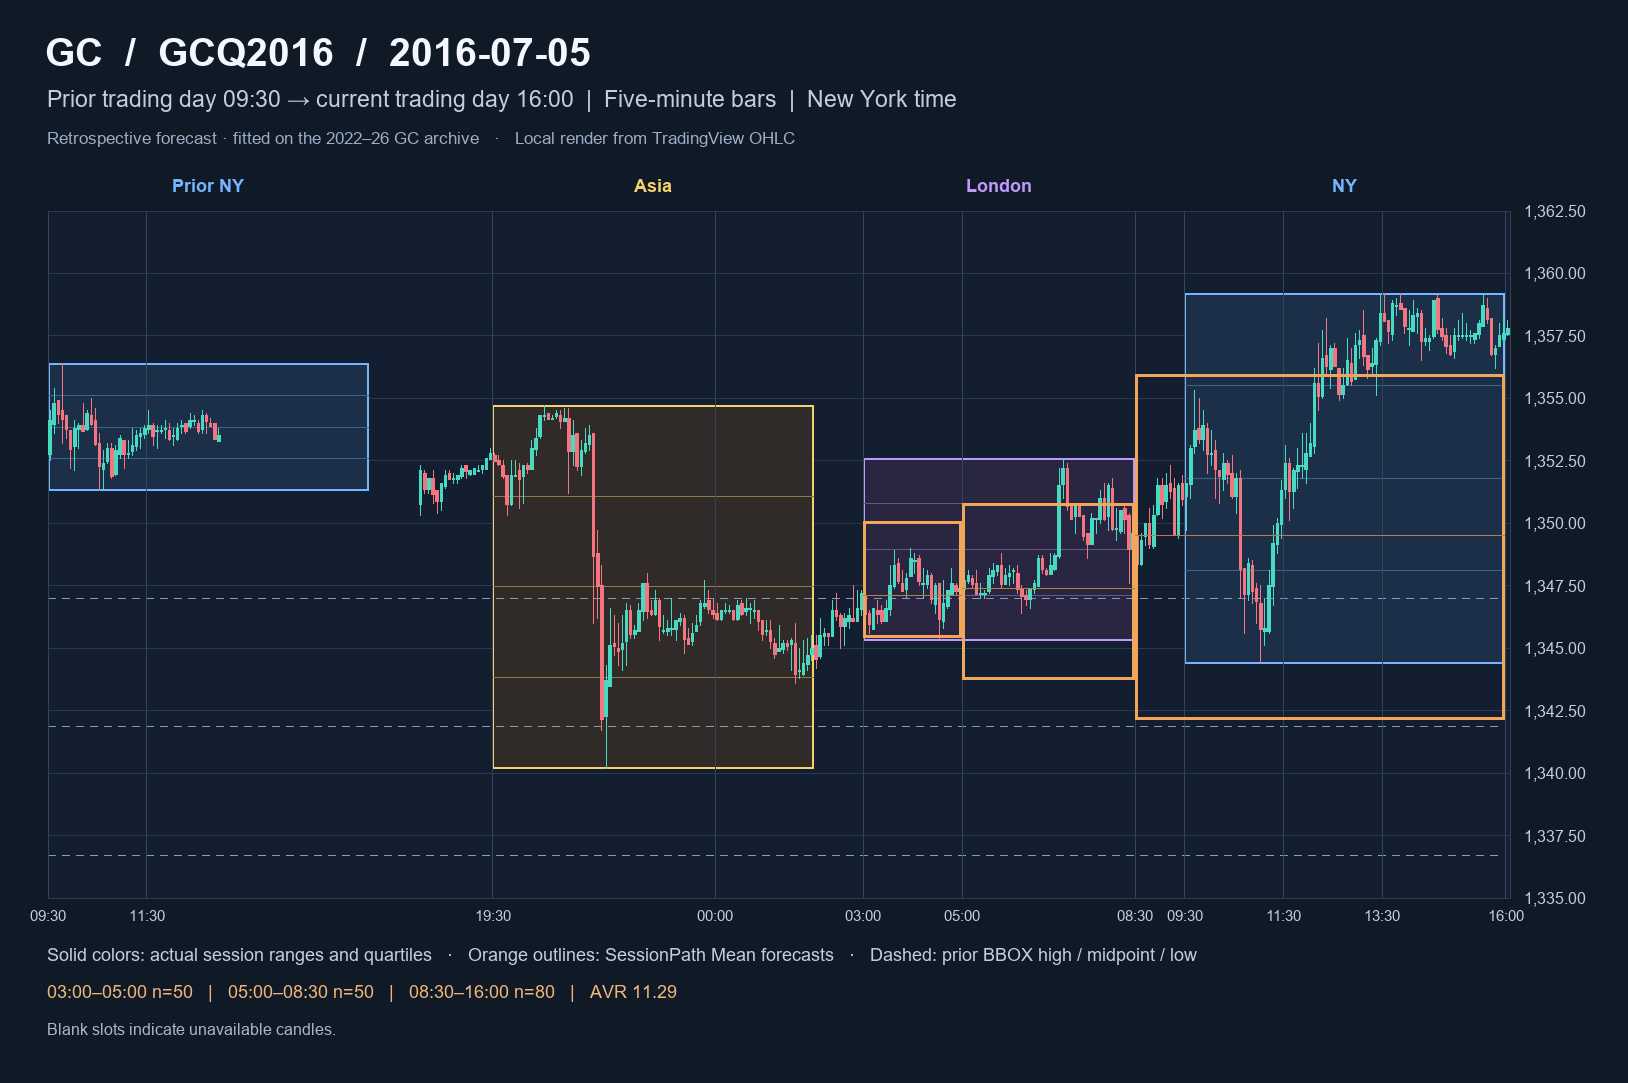 GC / GCQ2016 / 2016-07-05
Prior trading day 09:30 → current trading day 16:00 | Five-minute bars | New York time
Retrospective forecast · fitted on the 2022–26 GC archive · Local render from TradingView OHLC
Prior NY Asia London NY
1,362.50
1,360.00
1,357.50
1,355.00
1,352.50
1,350.00
1,347.50
1,345.00
1,342.50
1,340.00
1,337.50
1,335.00
09:30 11:30 19:30 00:00 03:00 05:00 08:30 09:30 11:30 13:30 16:00
Solid colors: actual session ranges and quartiles · Orange outlines: SessionPath Mean forecasts · Dashed: prior BBOX high / midpoint / low
03:00–05:00 n=50 | 05:00–08:30 n=50 | 08:30–16:00 n=80 | AVR 11.29
Blank slots indicate unavailable candles.